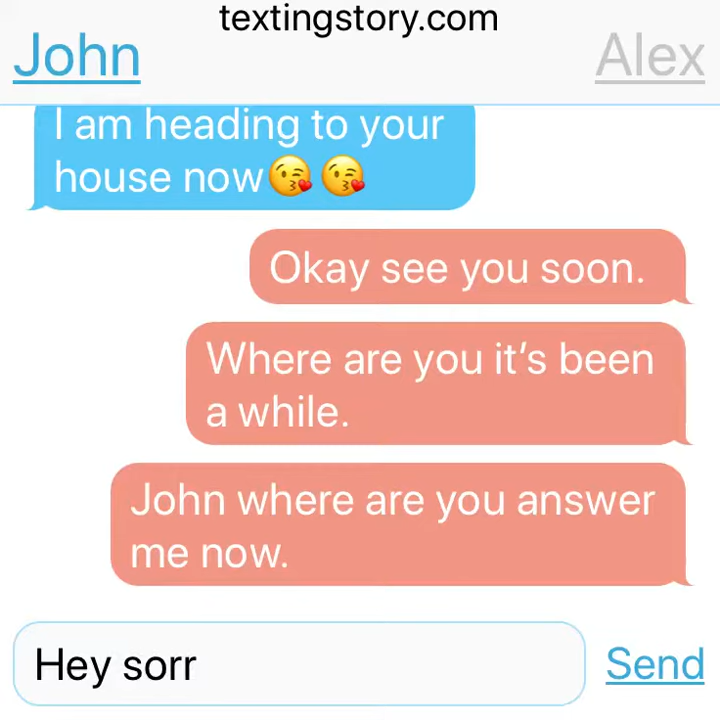 textingstory.com
John
Alex
I am heading to your
house now😘😘
Okay see you soon.
Where are you it’s been
a while.
John where are you answer
me now.
Hey sorr
Send